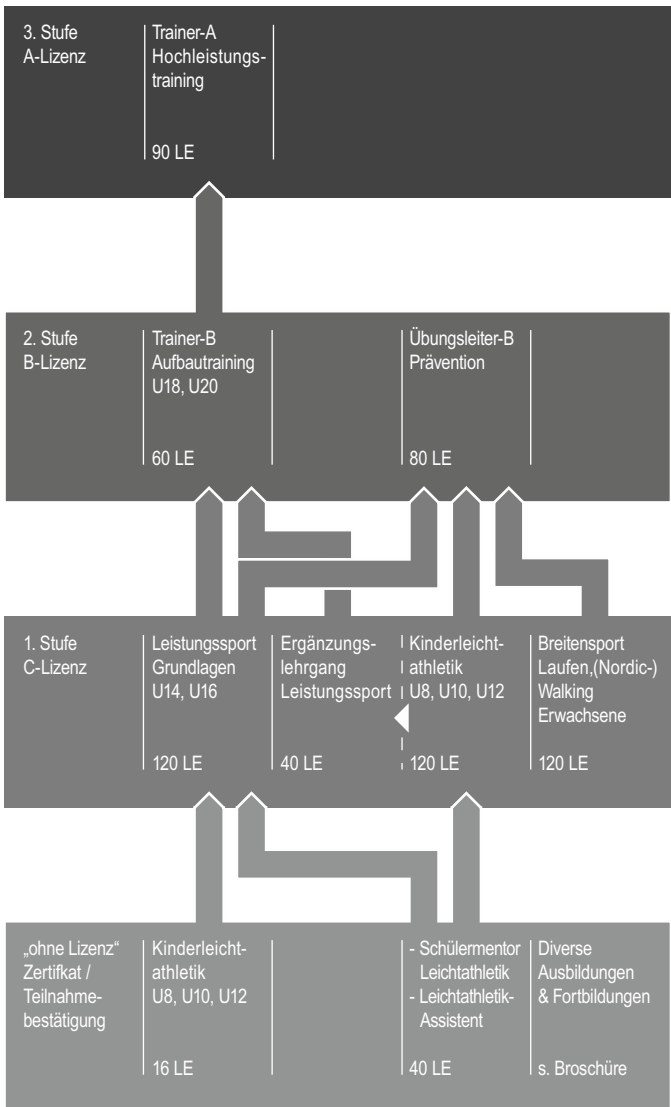 3. Stufe
A-Lizenz
Trainer-A
Hochleistungs-
training
90 LE
2. Stufe
B-Lizenz
Trainer-B
Aufbautraining
U18, U20
60 LE
Übungsleiter-B
Prävention
80 LE
1. Stufe
C-Lizenz
Leistungssport
Grundlagen
U14, U16
120 LE
Ergänzungs-
lehrgang
Leistungssport
40 LE
Kinderleicht-
athletik
U8, U10, U12
120 LE
Breitensport
Laufen,(Nordic-)
Walking
Erwachsene
120 LE
„ohne Lizenz“
Zertifkat /
Teilnahme-
bestätigung
Kinderleicht-
athletik
U8, U10, U12
16 LE
- Schülermentor
Leichtathletik
- Leichtathletik-
Assistent
40 LE
Diverse
Ausbildungen
& Fortbildungen
s. Broschüre